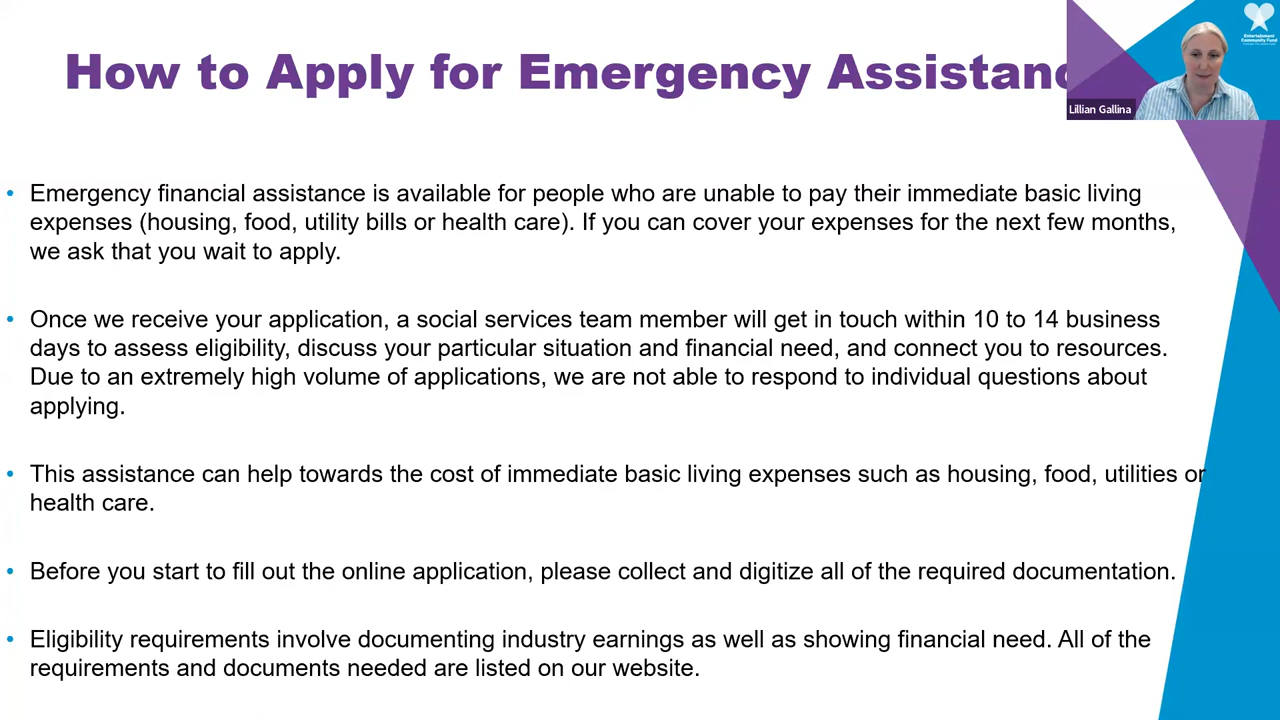 How to Apply for Emergency Assistanc
Entertainment
Community Fund
Lillian Gallina
• Emergency financial assistance is available for people who are unable to pay their immediate basic living
expenses (housing, food, utility bills or health care). If you can cover your expenses for the next few months,
we ask that you wait to apply.
• Once we receive your application, a social services team member will get in touch within 10 to 14 business
days to assess eligibility, discuss your particular situation and financial need, and connect you to resources.
Due to an extremely high volume of applications, we are not able to respond to individual questions about
applying.
• This assistance can help towards the cost of immediate basic living expenses such as housing, food, utilities or
health care.
• Before you start to fill out the online application, please collect and digitize all of the required documentation.
• Eligibility requirements involve documenting industry earnings as well as showing financial need. All of the
requirements and documents needed are listed on our website.